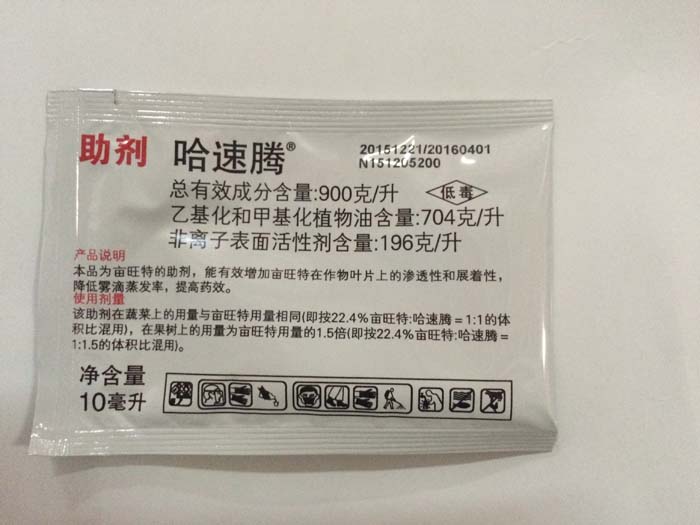 助剂 哈速腾®
20151221/20160401
N151205200
总有效成分含量:900克/升 低毒
乙基化和甲基化植物油含量:704克/升
非离子表面活性剂含量:196克/升
产品说明
本品为亩旺特的助剂，能有效增加亩旺特在作物叶片上的渗透性和展着性，
降低雾滴蒸发率，提高药效。
使用剂量
该助剂在蔬菜上的用量与亩旺特用量相同(即按22.4%亩旺特:哈速腾＝1:1的体
积比混用)，在果树上的用量为亩旺特用量的1.5倍(即按22.4%亩旺特:哈速腾＝
1:1.5的体积比混用)。
净含量
10毫升